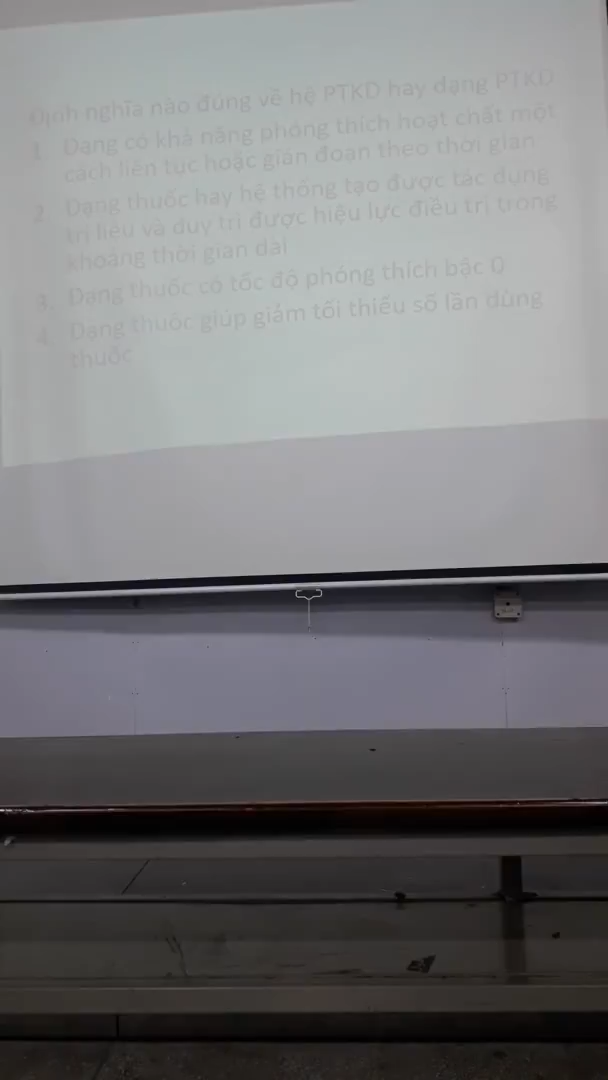 Định nghĩa nào đúng về hệ PTKD hay dạng PTKD
1. Dạng có khả năng phóng thích hoạt chất một
cách liên tục hoặc gián đoạn theo thời gian
2. Dạng thuốc hay hệ thống tạo được tác dụng
trị liệu và duy trì được hiệu lực điều trị trong
khoảng thời gian dài
3. Dạng thuốc có tốc độ phóng thích bậc 0
4. Dạng thuốc giúp giảm tối thiểu số lần dùng
thuốc